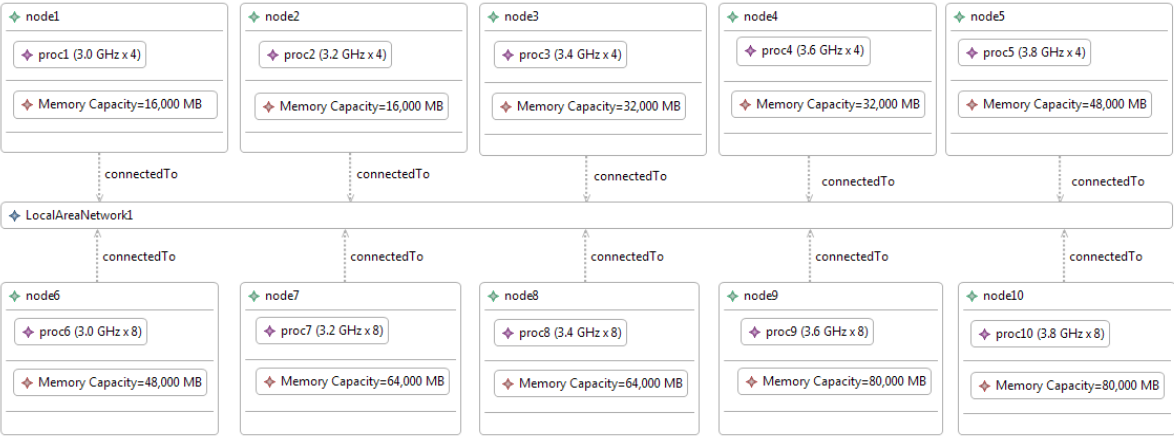 node1
proc1 (3.0 GHz x 4)
Memory Capacity=16,000 MB
node2
proc2 (3.2 GHz x 4)
Memory Capacity=16,000 MB
node3
proc3 (3.4 GHz x 4)
Memory Capacity=32,000 MB
node4
proc4 (3.6 GHz x 4)
Memory Capacity=32,000 MB
node5
proc5 (3.8 GHz x 4)
Memory Capacity=48,000 MB
connectedTo
connectedTo
connectedTo
connectedTo
connectedTo
LocalAreaNetwork1
connectedTo
connectedTo
connectedTo
connectedTo
connectedTo
node6
proc6 (3.0 GHz x 8)
Memory Capacity=48,000 MB
node7
proc7 (3.2 GHz x 8)
Memory Capacity=64,000 MB
node8
proc8 (3.4 GHz x 8)
Memory Capacity=64,000 MB
node9
proc9 (3.6 GHz x 8)
Memory Capacity=80,000 MB
node10
proc10 (3.8 GHz x 8)
Memory Capacity=80,000 MB